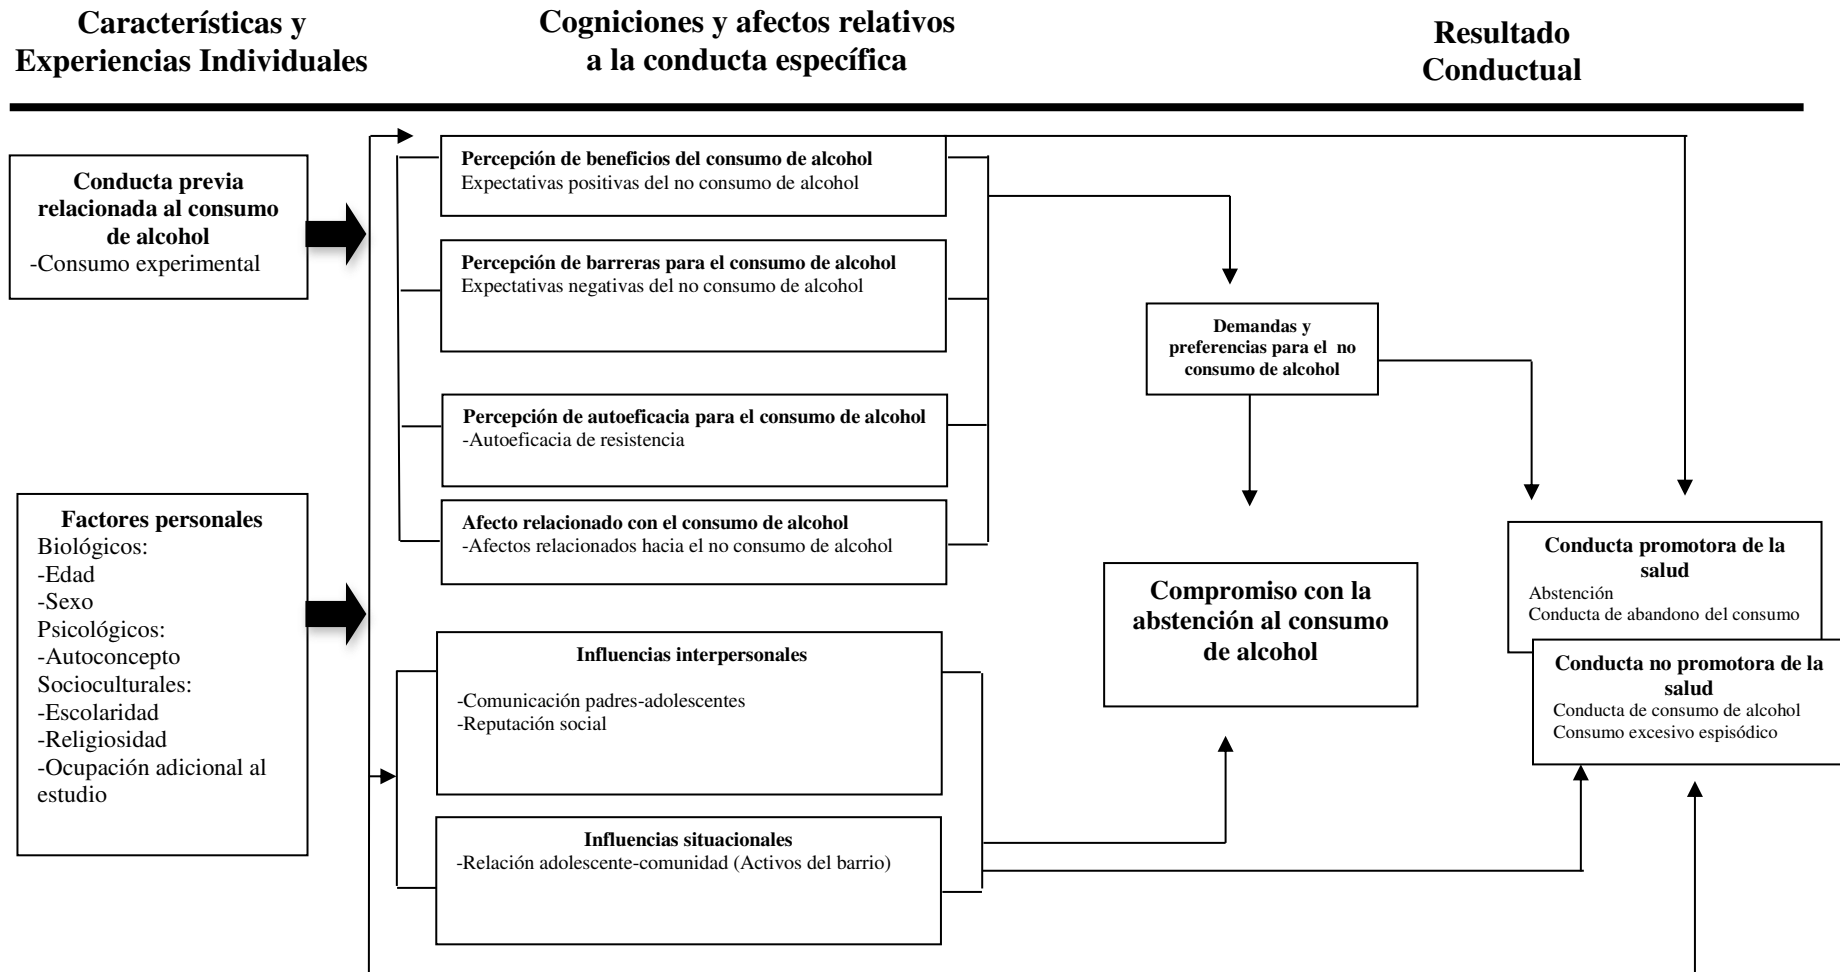 Características y
Experiencias Individuales
Cogniciones y afectos relativos
a la conducta específica
Resultado
Conductual
Conducta previa
relacionada al consumo
de alcohol
-Consumo experimental
Factores personales
Biológicos:
-Edad
-Sexo
Psicológicos:
-Autoconcepto
Socioculturales:
-Escolaridad
-Religiosidad
-Ocupación adicional al
estudio
Percepción de beneficios del consumo de alcohol
Expectativas positivas del no consumo de alcohol
Percepción de barreras para el consumo de alcohol
Expectativas negativas del no consumo de alcohol
Percepción de autoeficacia para el consumo de alcohol
-Autoeficacia de resistencia
Afecto relacionado con el consumo de alcohol
-Afectos relacionados hacia el no consumo de alcohol
Influencias interpersonales
-Comunicación padres-adolescentes
-Reputación social
Influencias situacionales
-Relación adolescente-comunidad (Activos del barrio)
Demandas y
preferencias para el no
consumo de alcohol
Compromiso con la
abstención al consumo
de alcohol
Conducta promotora de la
salud
Abstención
Conducta de abandono del consumo
Conducta no promotora de la
salud
Conducta de consumo de alcohol
Consumo excesivo espisódico